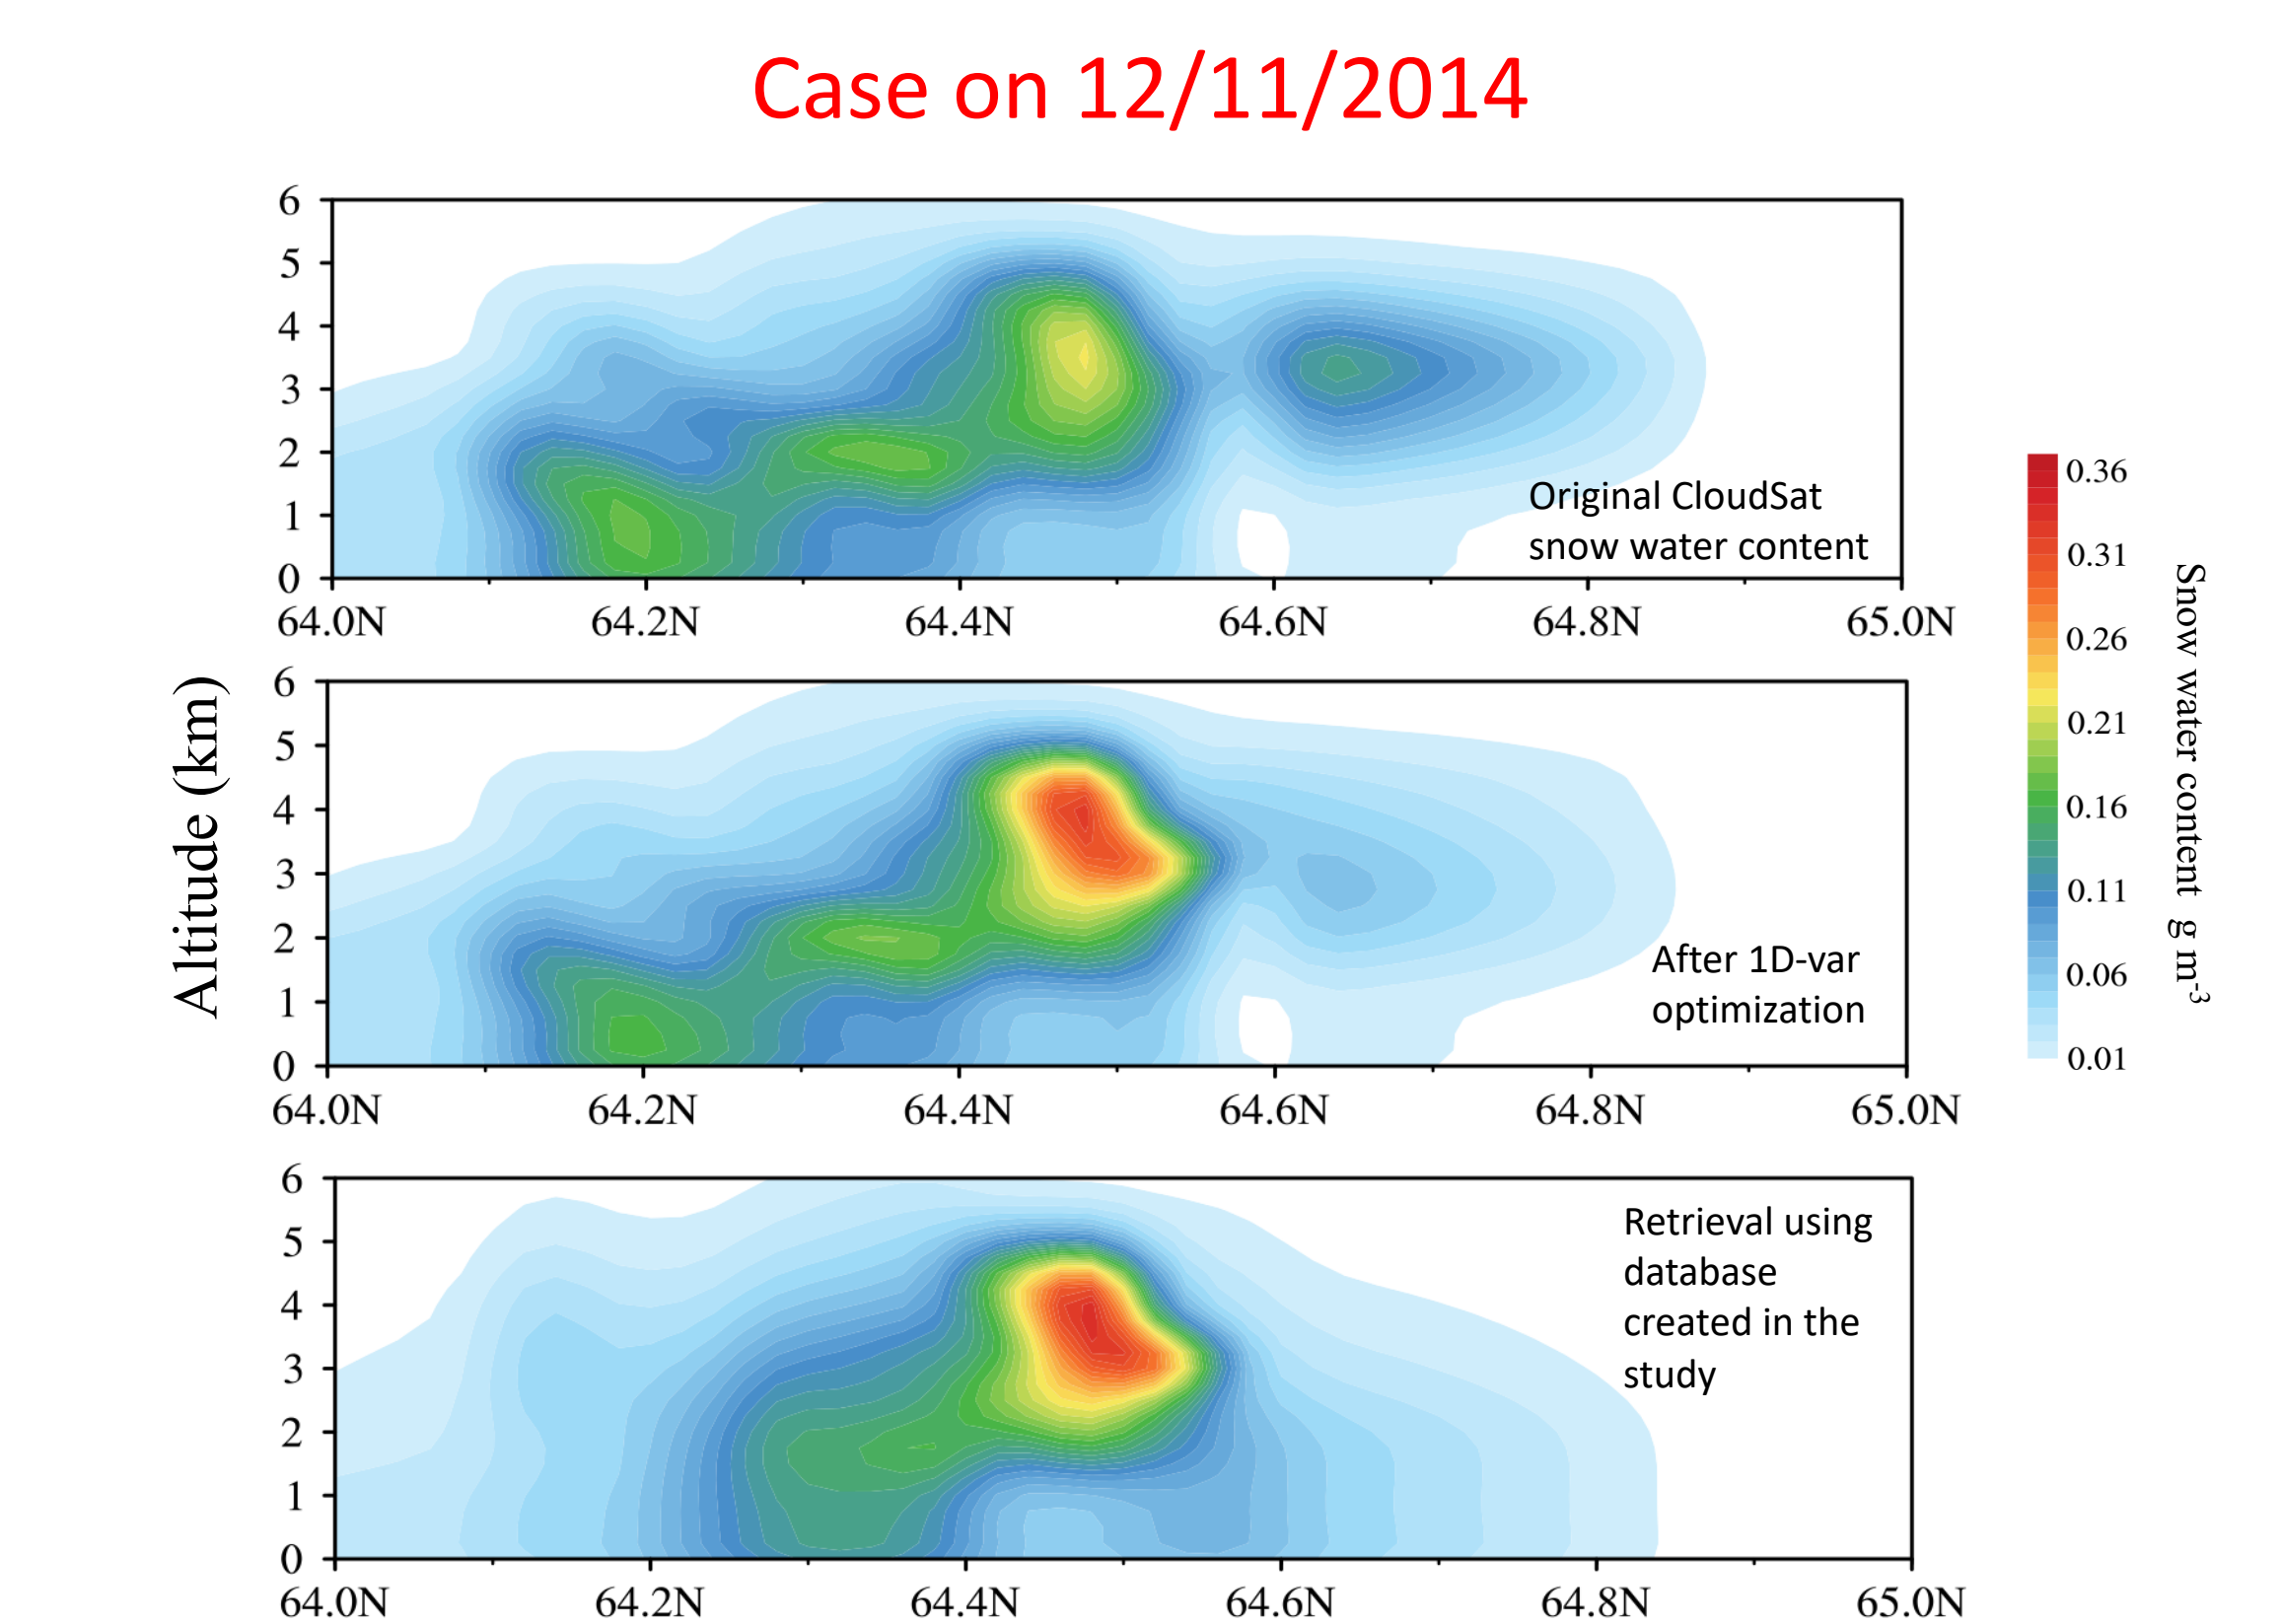 Case on 12/11/2014
6
5
4
3
2
1
0
64.0N 64.2N 64.4N 64.6N 64.8N 65.0N
Original CloudSat
snow water content
Altitude (km)
6
5
4
3
2
1
0
64.0N 64.2N 64.4N 64.6N 64.8N 65.0N
After 1D-var
optimization
6
5
4
3
2
1
0
64.0N 64.2N 64.4N 64.6N 64.8N 65.0N
Retrieval using
database
created in the
study
0.36
0.31
0.26
0.21
0.16
0.11
0.06
0.01
Snow water content g m-3